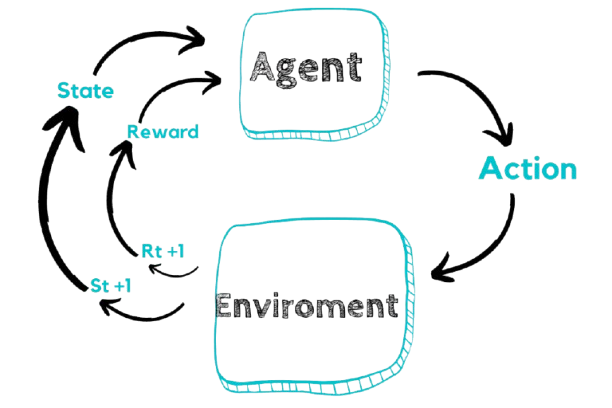 Agent
State
Reward
Action
Rt +1
St +1
Enviroment